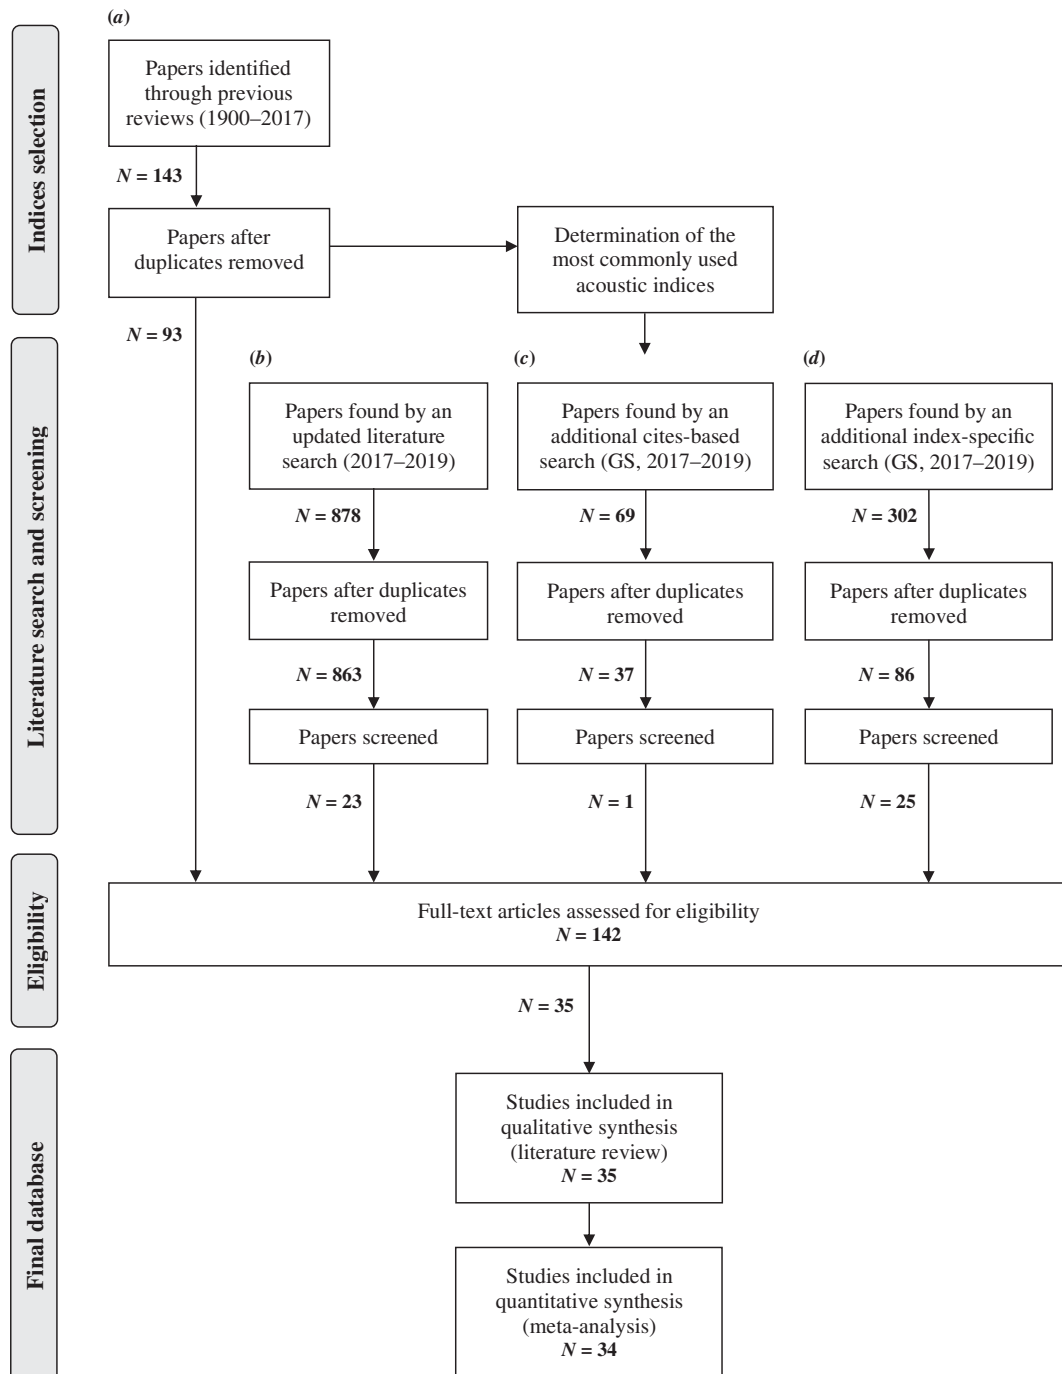 (a)
Indices selection
Papers identified
through previous
reviews (1900–2017)
N = 143
Papers after
duplicates removed
Determination of the
most commonly used
acoustic indices
N = 93
Literature search and screening
(b)
(c)
(d)
Papers found by an
updated literature
search (2017–2019)
Papers found by an
additional cites-based
search (GS, 2017–2019)
Papers found by an
additional index-specific
search (GS, 2017–2019)
N = 878
N = 69
N = 302
Papers after duplicates
removed
Papers after duplicates
removed
Papers after duplicates
removed
N = 863
N = 37
N = 86
Papers screened
Papers screened
Papers screened
N = 23
N = 1
N = 25
Eligibility
Full-text articles assessed for eligibility
N = 142
N = 35
Final database
Studies included in
qualitative synthesis
(literature review)
N = 35
Studies included in
quantitative synthesis
(meta-analysis)
N = 34